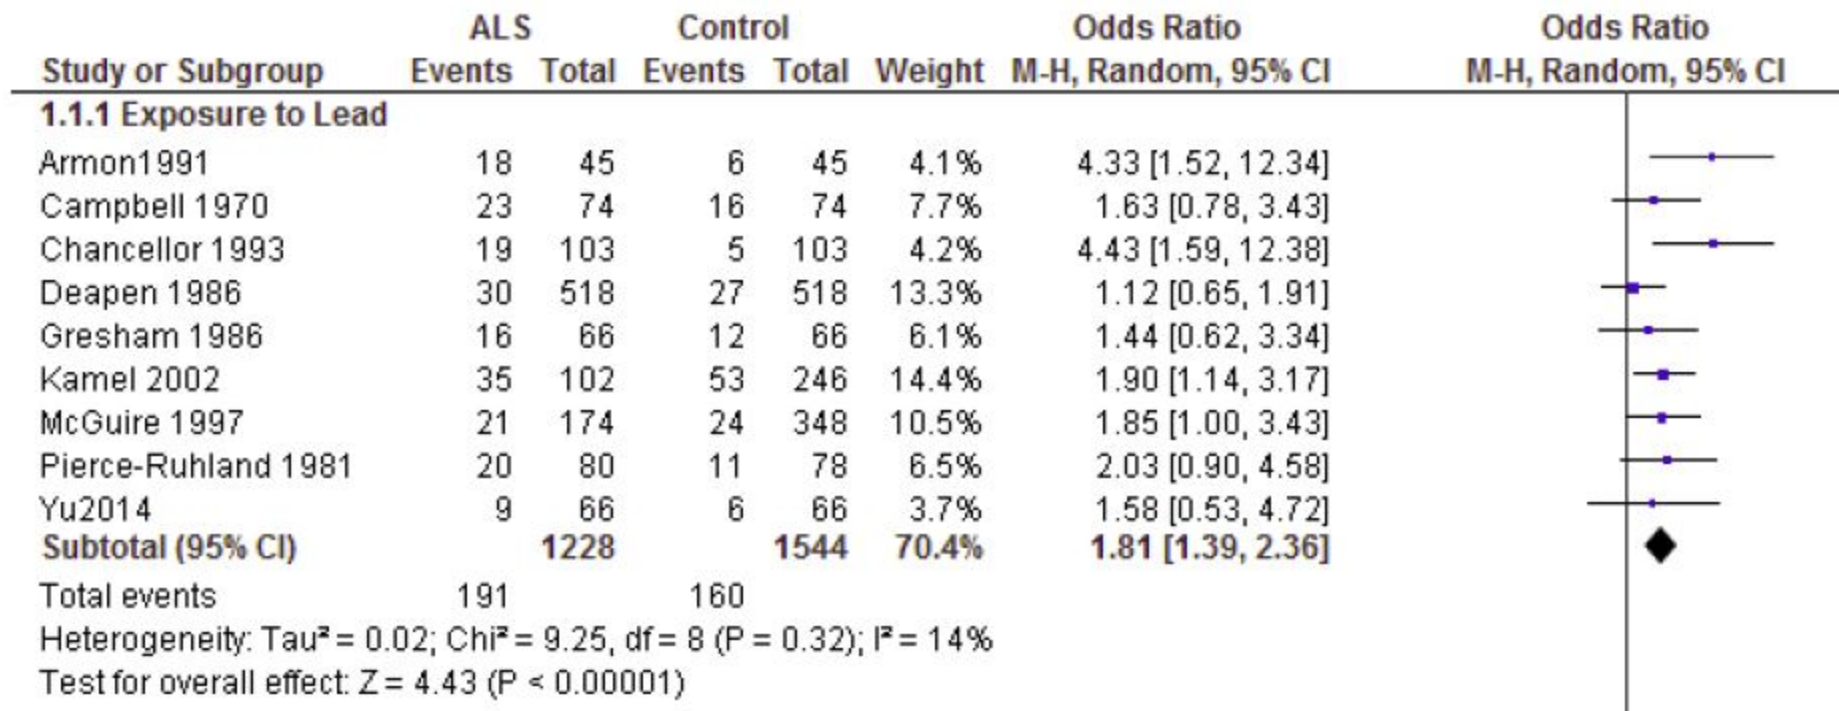 ALS Control Odds Ratio Odds Ratio
Study or Subgroup Events Total Events Total Weight M-H, Random, 95% CI M-H, Random, 95% CI
1.1.1 Exposure to Lead
Armon1991 18 45 6 45 4.1% 4.33 [1.52, 12.34]
Campbell 1970 23 74 16 74 7.7% 1.63 [0.78, 3.43]
Chancellor 1993 19 103 5 103 4.2% 4.43 [1.59, 12.38]
Deapen 1986 30 518 27 518 13.3% 1.12 [0.65, 1.91]
Gresham 1986 16 66 12 66 6.1% 1.44 [0.62, 3.34]
Kamel 2002 35 102 53 246 14.4% 1.90 [1.14, 3.17]
McGuire 1997 21 174 24 348 10.5% 1.85 [1.00, 3.43]
Pierce-Ruhland 1981 20 80 11 78 6.5% 2.03 [0.90, 4.58]
Yu2014 9 66 6 66 3.7% 1.58 [0.53, 4.72]
Subtotal (95% CI) 1228 1544 70.4% 1.81 [1.39, 2.36]
Total events 191 160
Heterogeneity: Tau² = 0.02; Chi² = 9.25, df = 8 (P = 0.32); I² = 14%
Test for overall effect: Z = 4.43 (P < 0.00001)